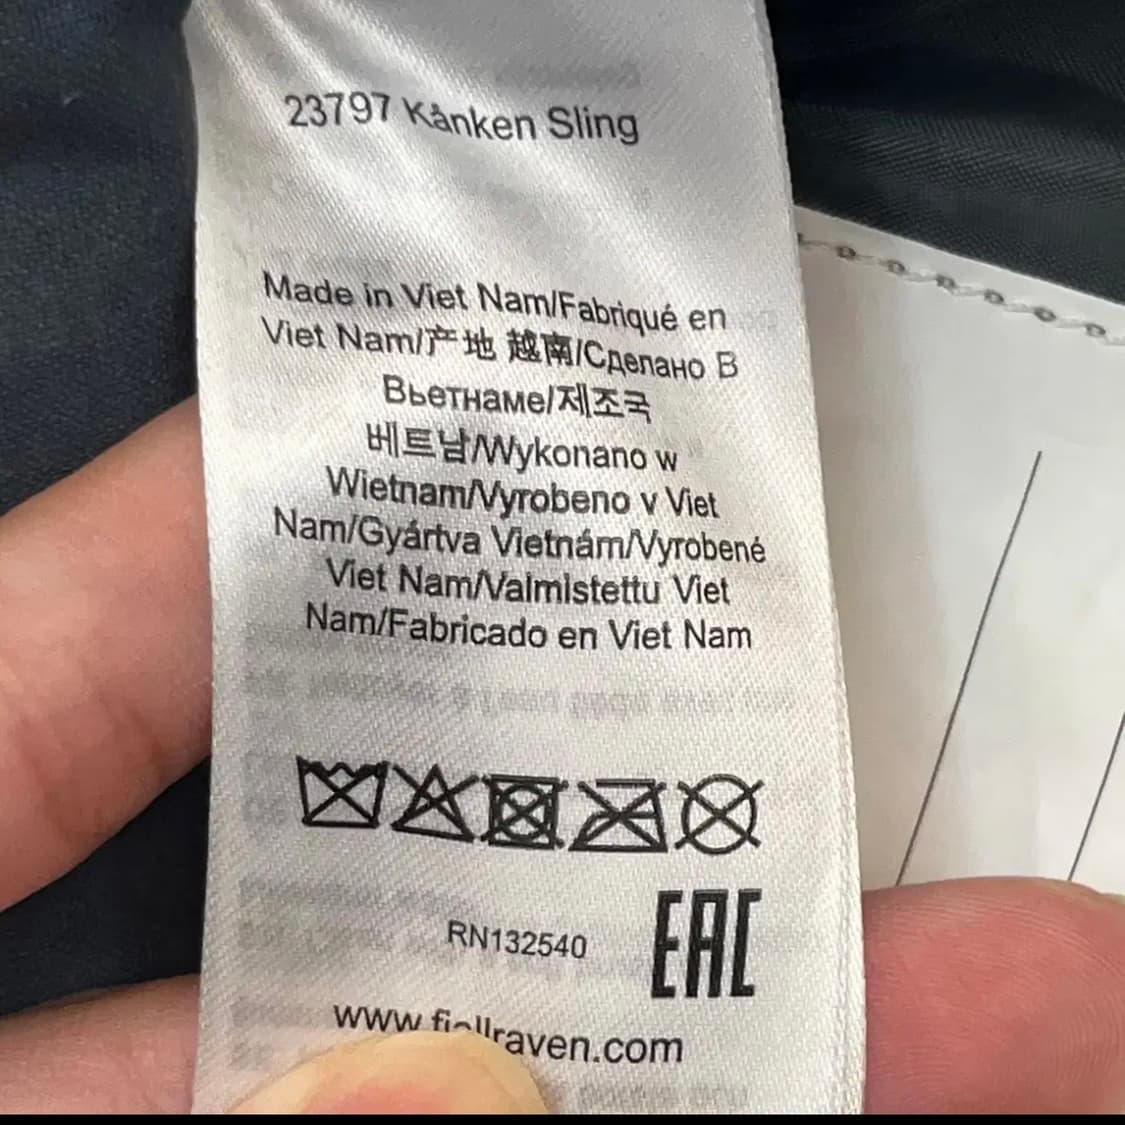 23797 Kånken Sling
Made in Viet Nam/Fabriqué en
Viet Nam/产地 越南/Сделано В
Вьетнаме/제조국
베트남/Wykonano w
Wietnam/Vyrobeno v Viet
Nam/Gyártva Vietnám/Vyrobené
Viet Nam/Valmistettu Viet
Nam/Fabricado en Viet Nam
RN132540
EAC
www.fjallraven.com